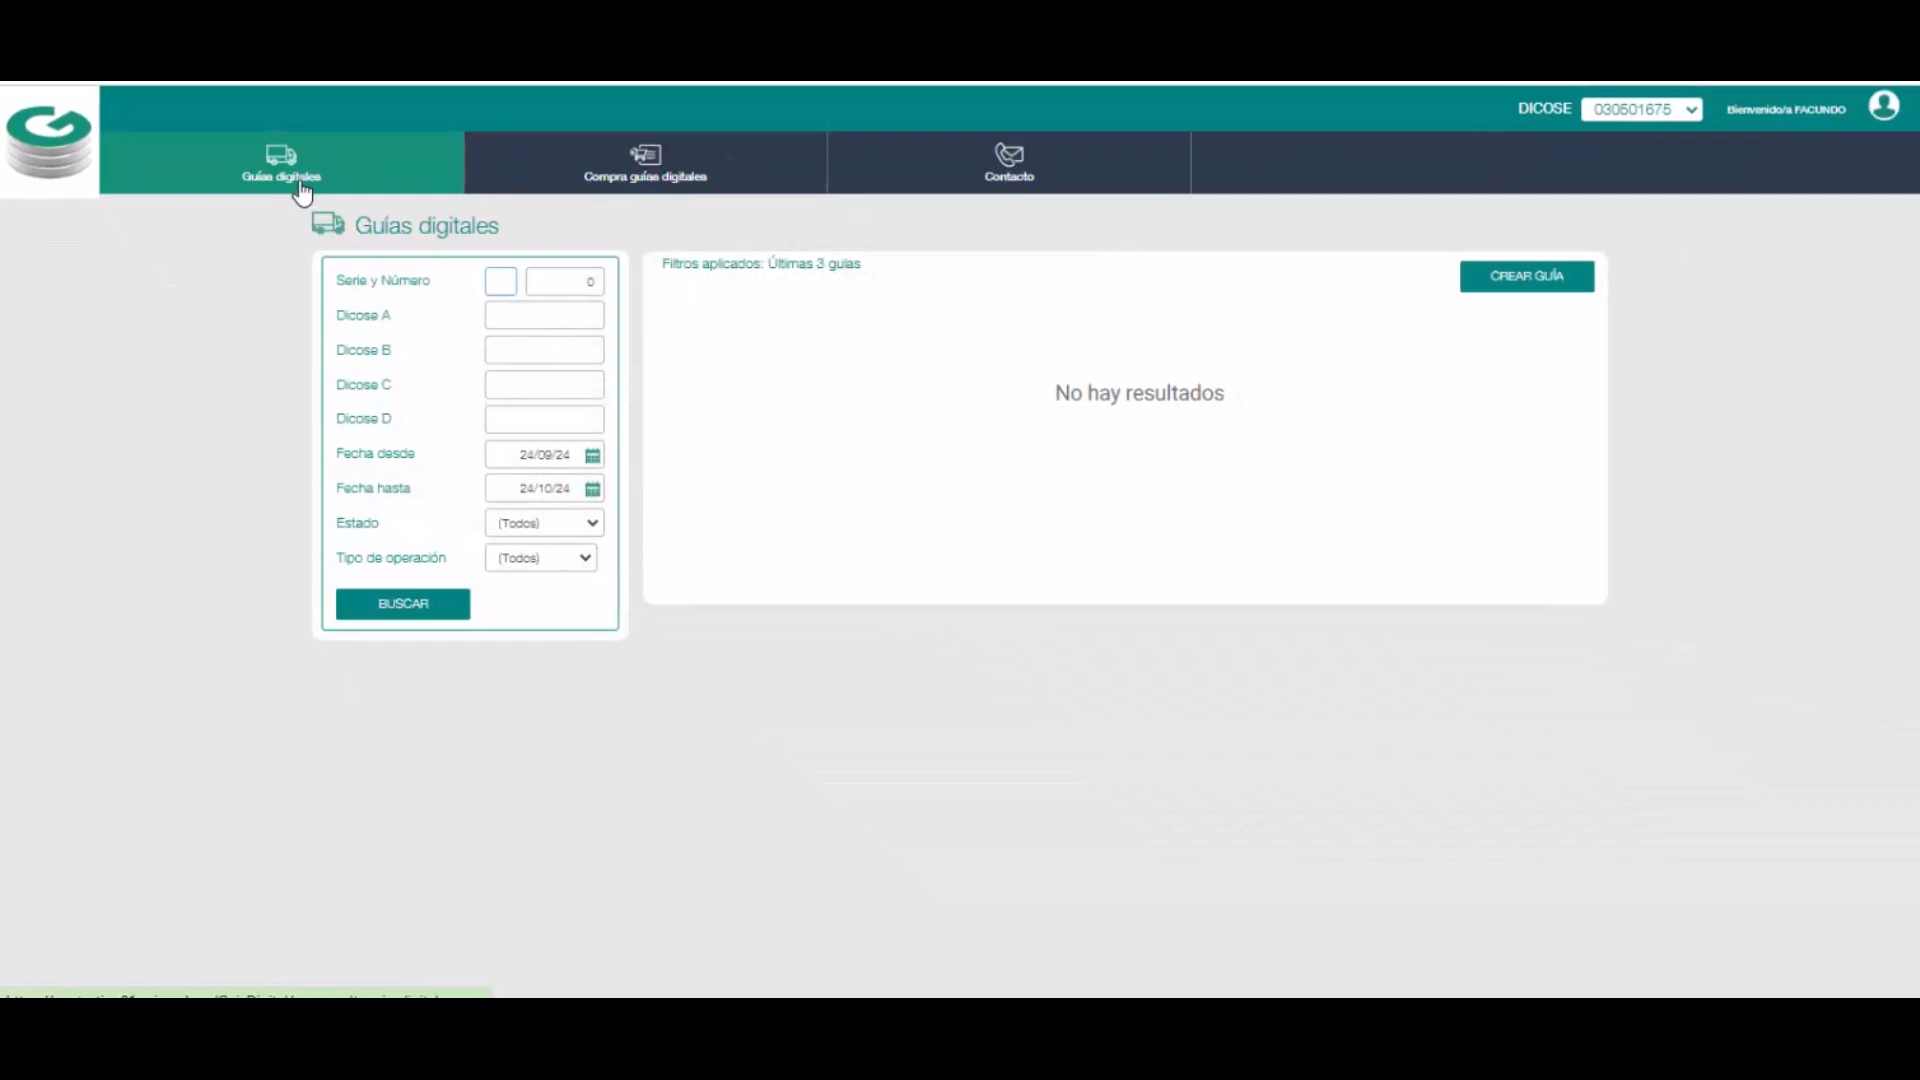 DICOSE 030501675 Bienvenido/a FACUNDO
Guías digitales
Compra guías digitales
Contacto
Guías digitales
Serie y Número 0
Dicose A
Dicose B
Dicose C
Dicose D
Fecha desde 24/09/24
Fecha hasta 24/10/24
Estado (Todos)
Tipo de operación (Todos)
BUSCAR
Filtros aplicados: Últimas 3 guías
CREAR GUÍA
No hay resultados